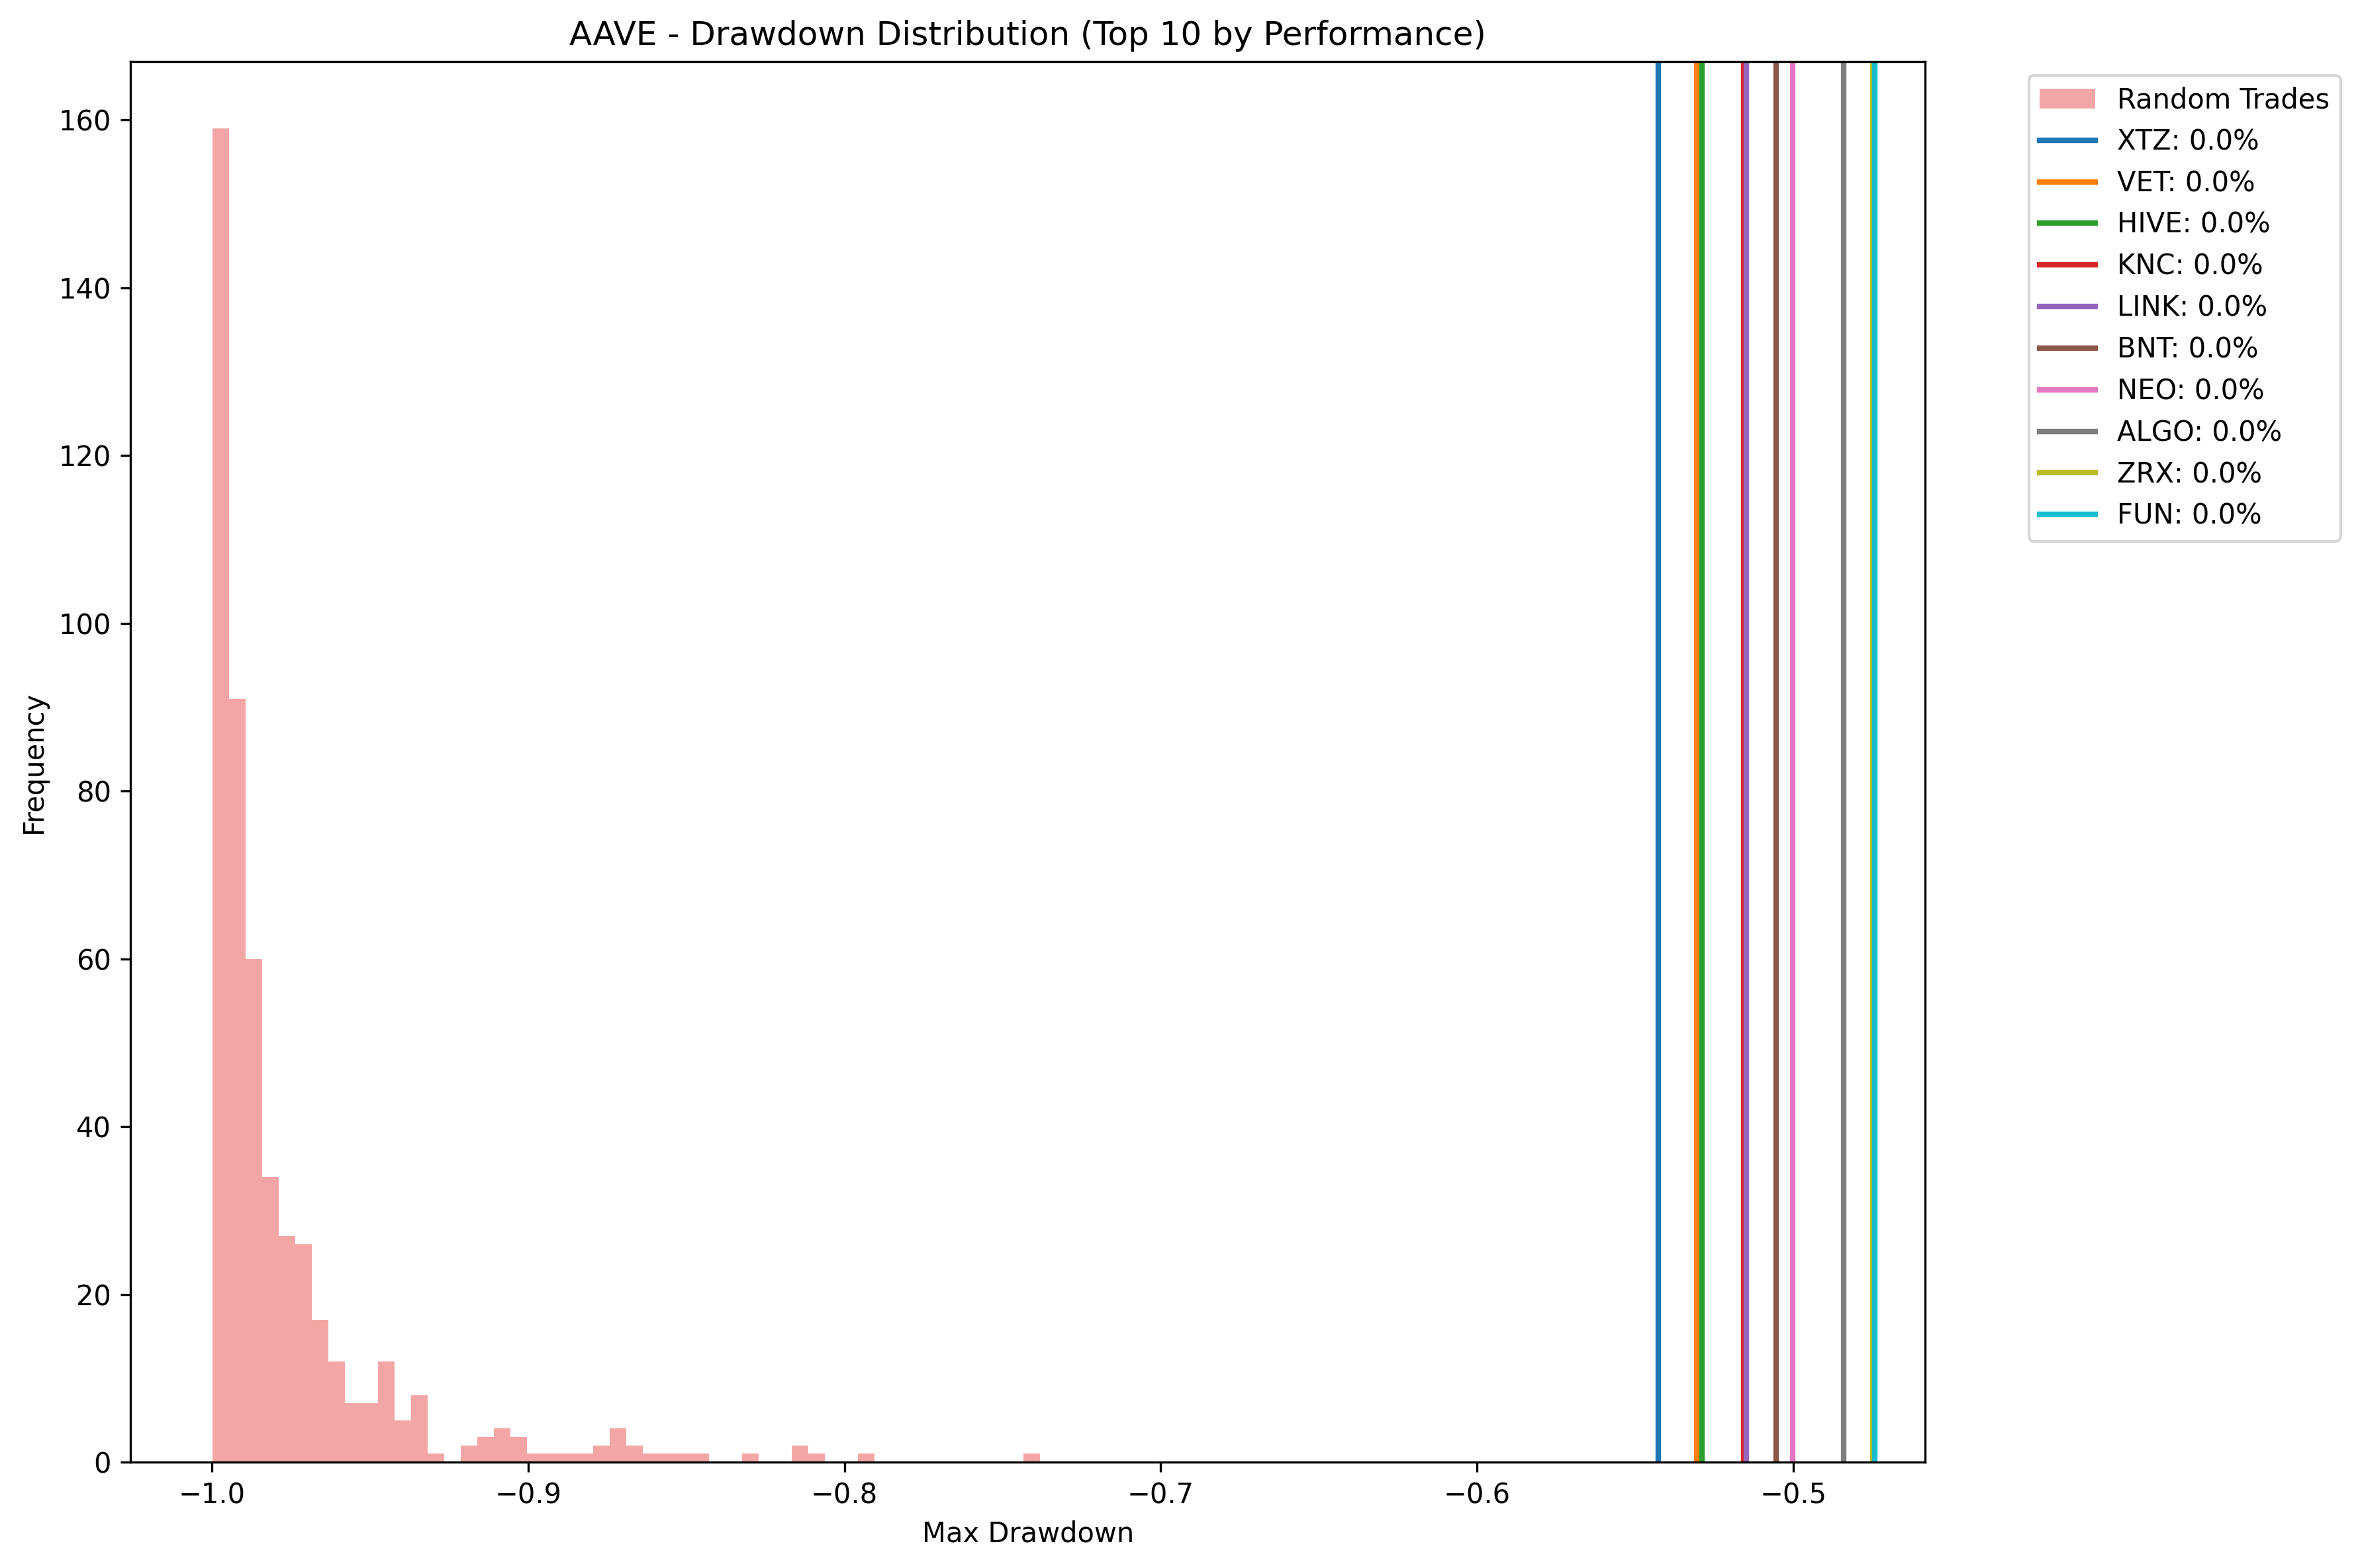 AAVE - Drawdown Distribution (Top 10 by Performance)
Frequency
160
140
120
100
80
60
40
20
0
−1.0
−0.9
−0.8
−0.7
−0.6
−0.5
Max Drawdown
Random Trades
XTZ: 0.0%
VET: 0.0%
HIVE: 0.0%
KNC: 0.0%
LINK: 0.0%
BNT: 0.0%
NEO: 0.0%
ALGO: 0.0%
ZRX: 0.0%
FUN: 0.0%